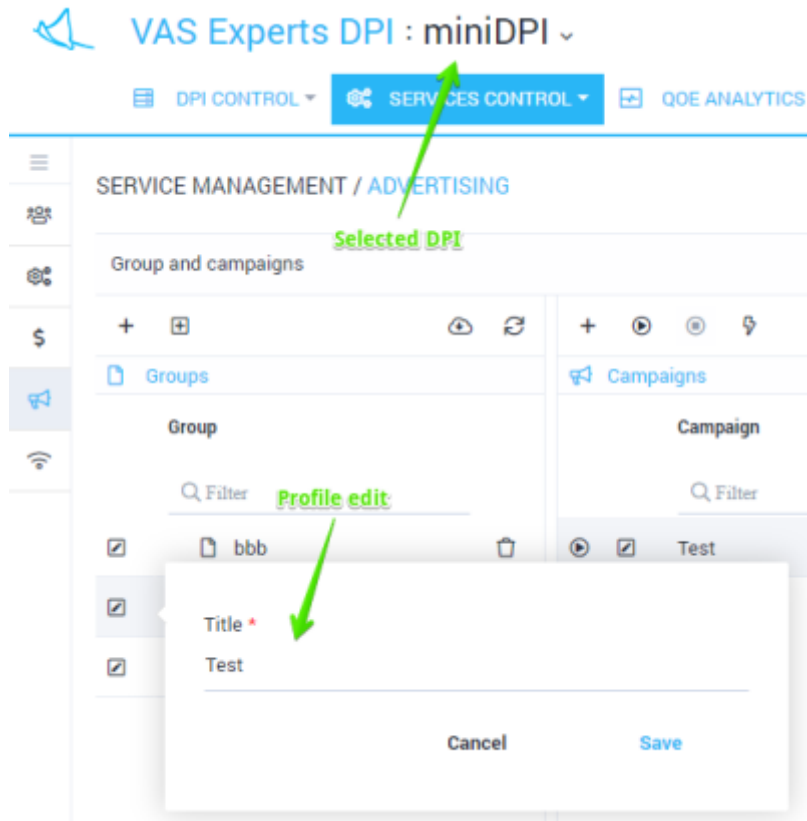 VAS Experts DPI : miniDPI
DPI CONTROL SERVICES CONTROL QOE ANALYTICS
SERVICE MANAGEMENT / ADVERTISING
Selected DPI
Group and campaigns
Groups Campaigns
Group Campaign
Filter Profile edit Filter
bbb Test
Title *
Test
Cancel Save